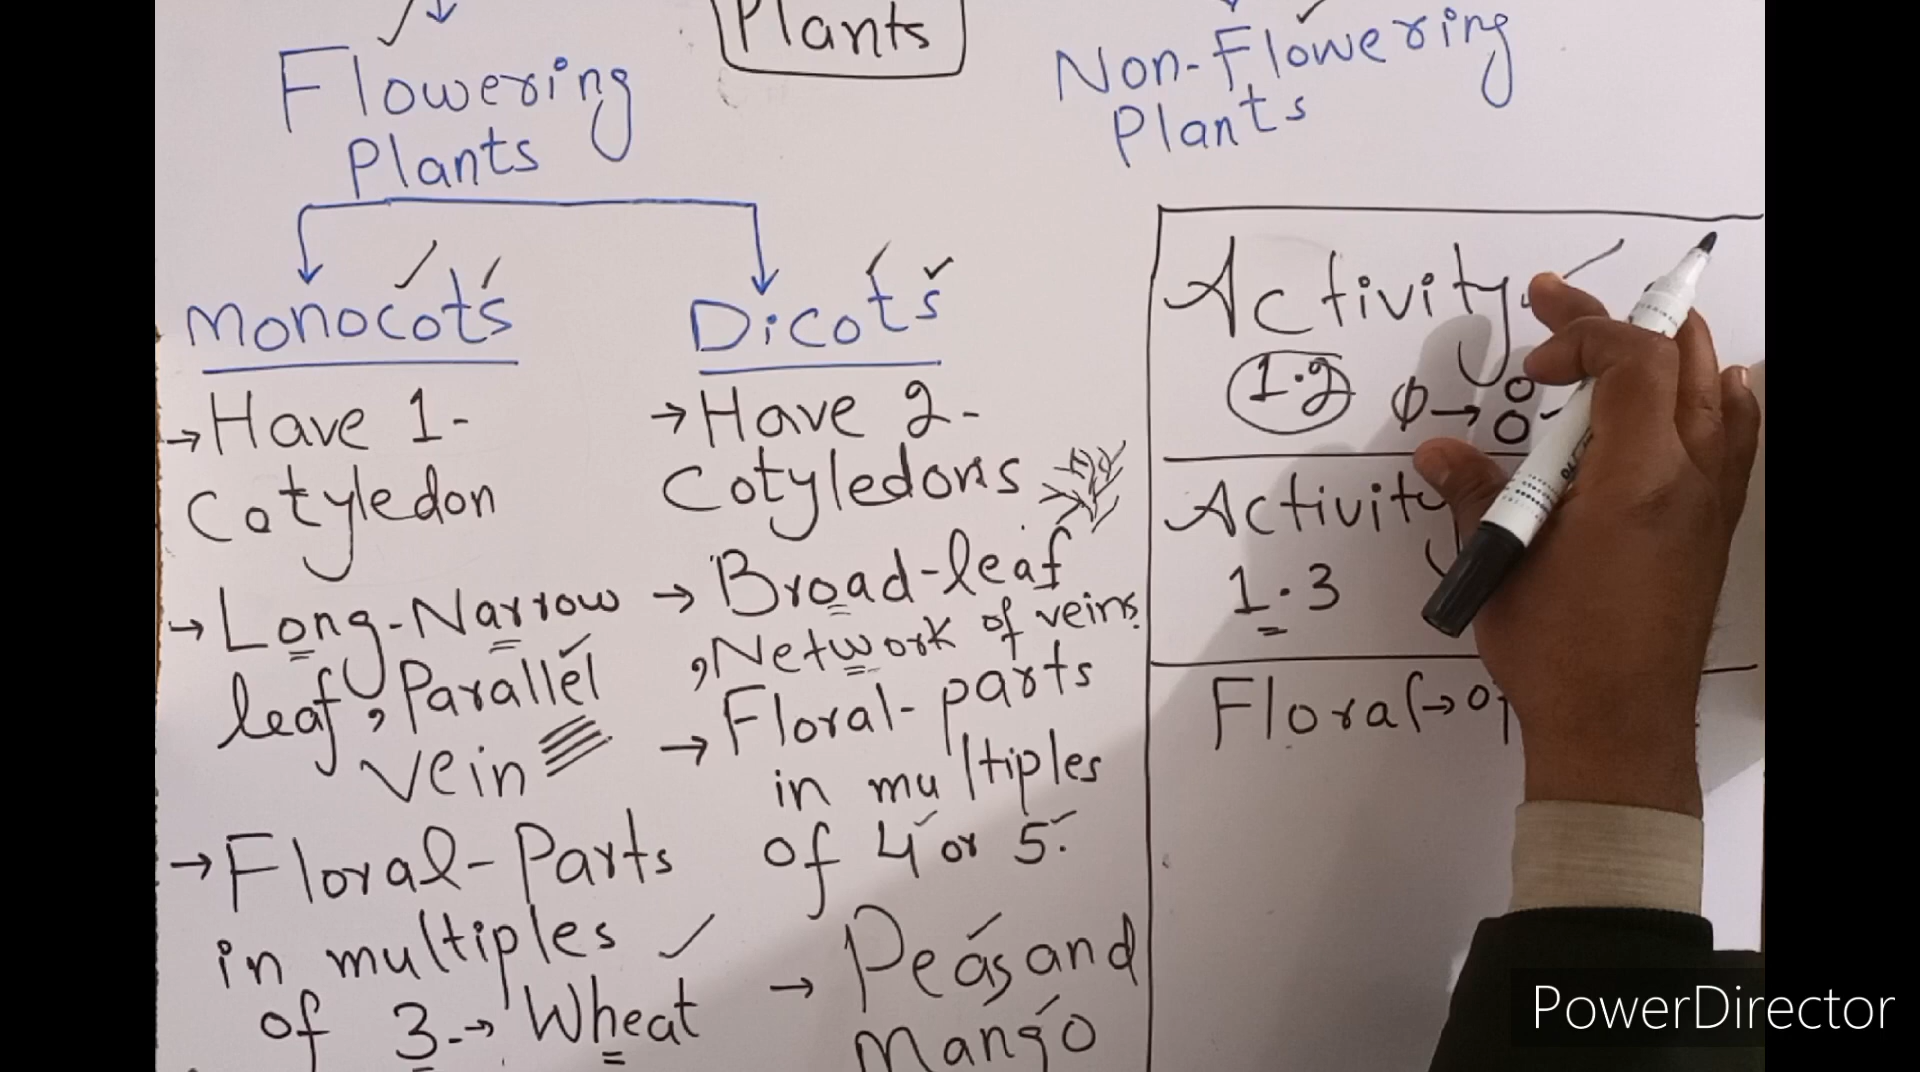 Plants
Flowering
Plants
Non-Flowering
Plants
Monocots
→ Have 1-
Cotyledon
→ Long-Narrow
leaf, Parallel
vein
→ Floral-Parts
in multiples
of 3. → Wheat
Dicots
→ Have 2-
Cotyledons
→ Broad-leaf
, Network of veins.
→ Floral-parts
in multiples
of 4 or 5.
→ Peas and
Mango
Activity
1.2
Activity
1.3
Floral →
PowerDirector